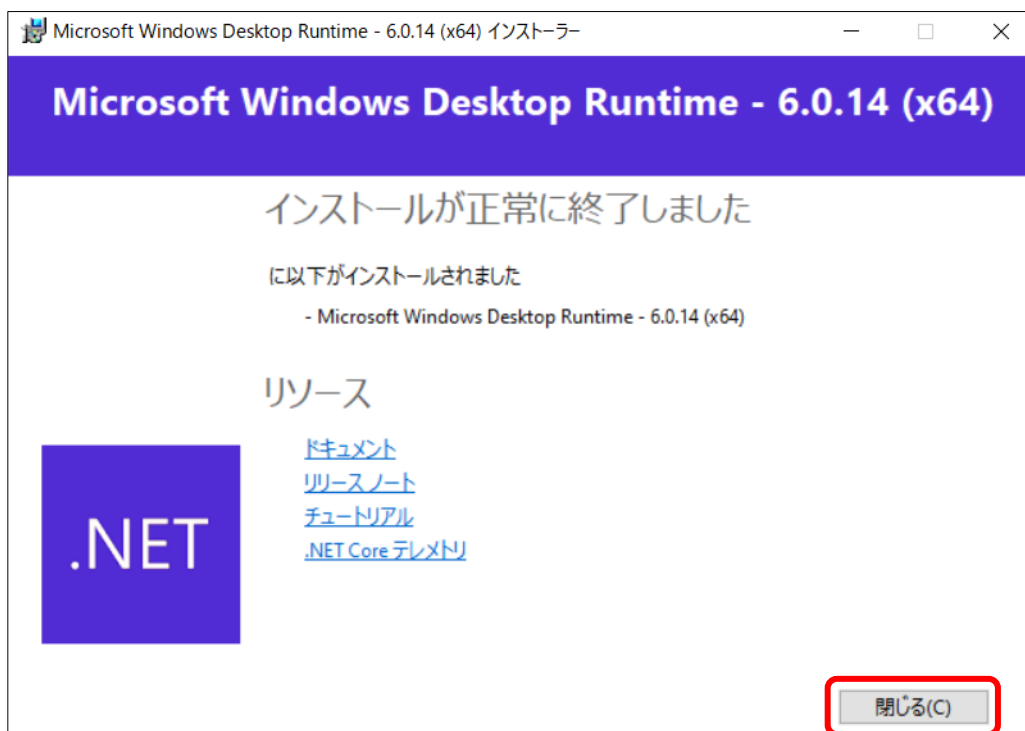 Microsoft Windows Desktop Runtime - 6.0.14 (x64) インストーラー
Microsoft Windows Desktop Runtime - 6.0.14 (x64)
インストールが正常に終了しました
に以下がインストールされました
- Microsoft Windows Desktop Runtime - 6.0.14 (x64)
リソース
ドキュメント
リリース ノート
チュートリアル
.NET Core テレメトリ
.NET
閉じる(C)